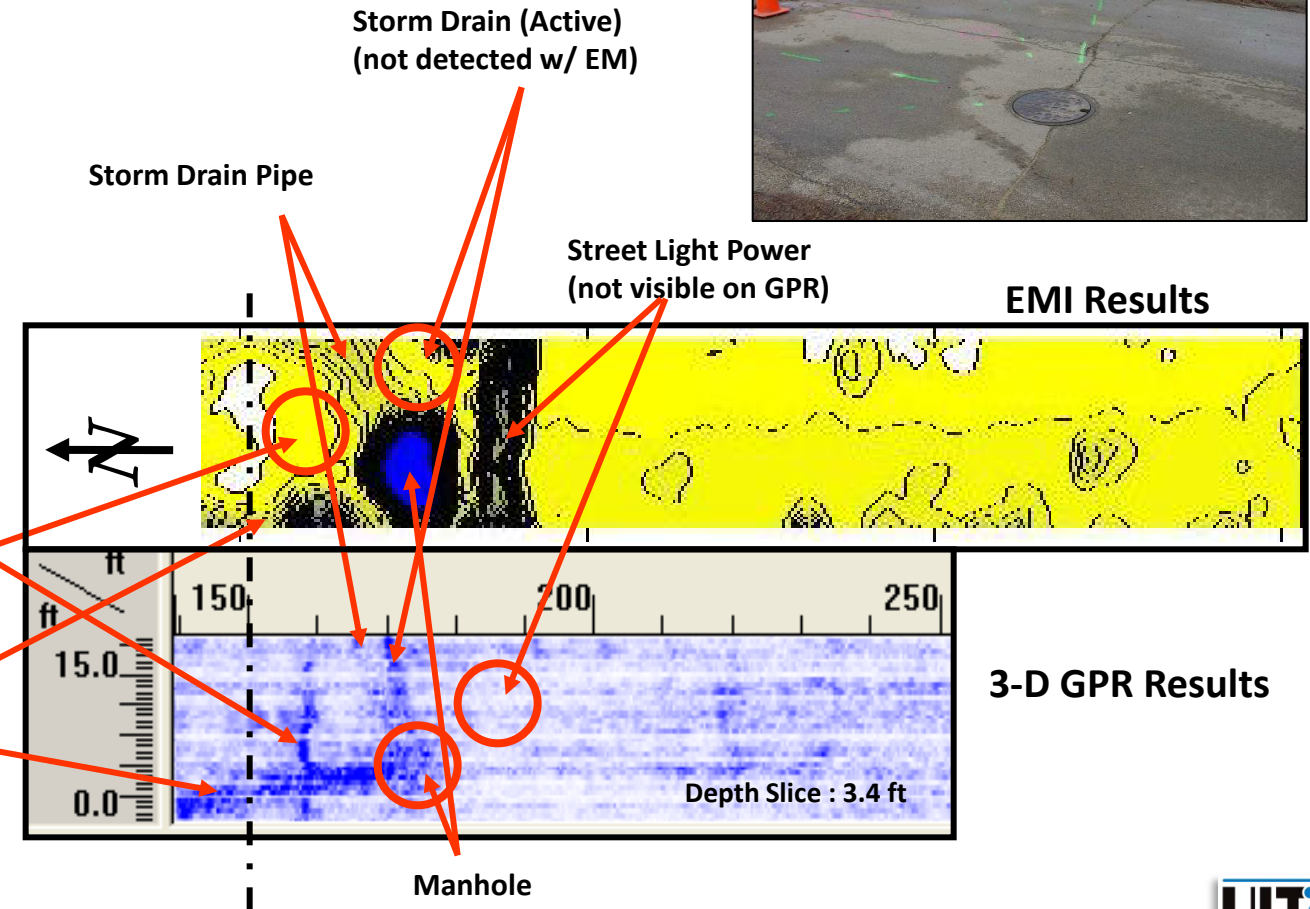 Storm Drain (Active)
(not detected w/ EM)
Storm Drain Pipe
Street Light Power
(not visible on GPR)
EMI Results
N
ft
ft
150
200
250
15.0
0.0
3-D GPR Results
Depth Slice : 3.4 ft
Manhole